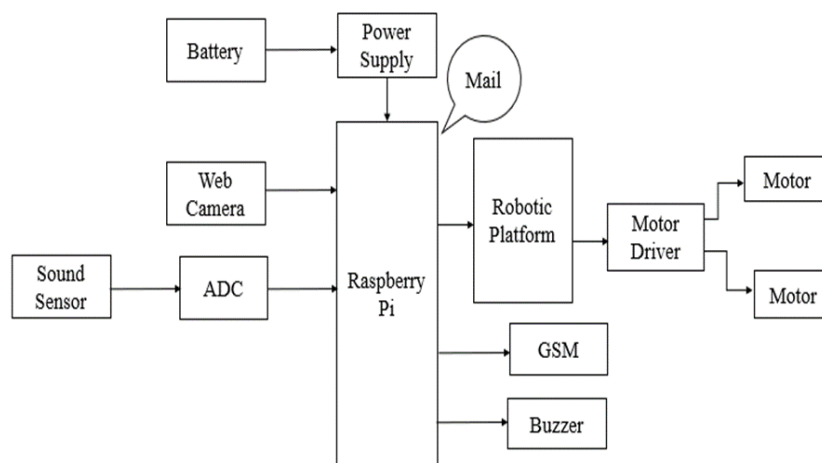 Battery
Power
Supply
Mail
Web
Camera
Robotic
Platform
Motor
Motor
Driver
Sound
Sensor
ADC
Raspberry
Pi
Motor
GSM
Buzzer